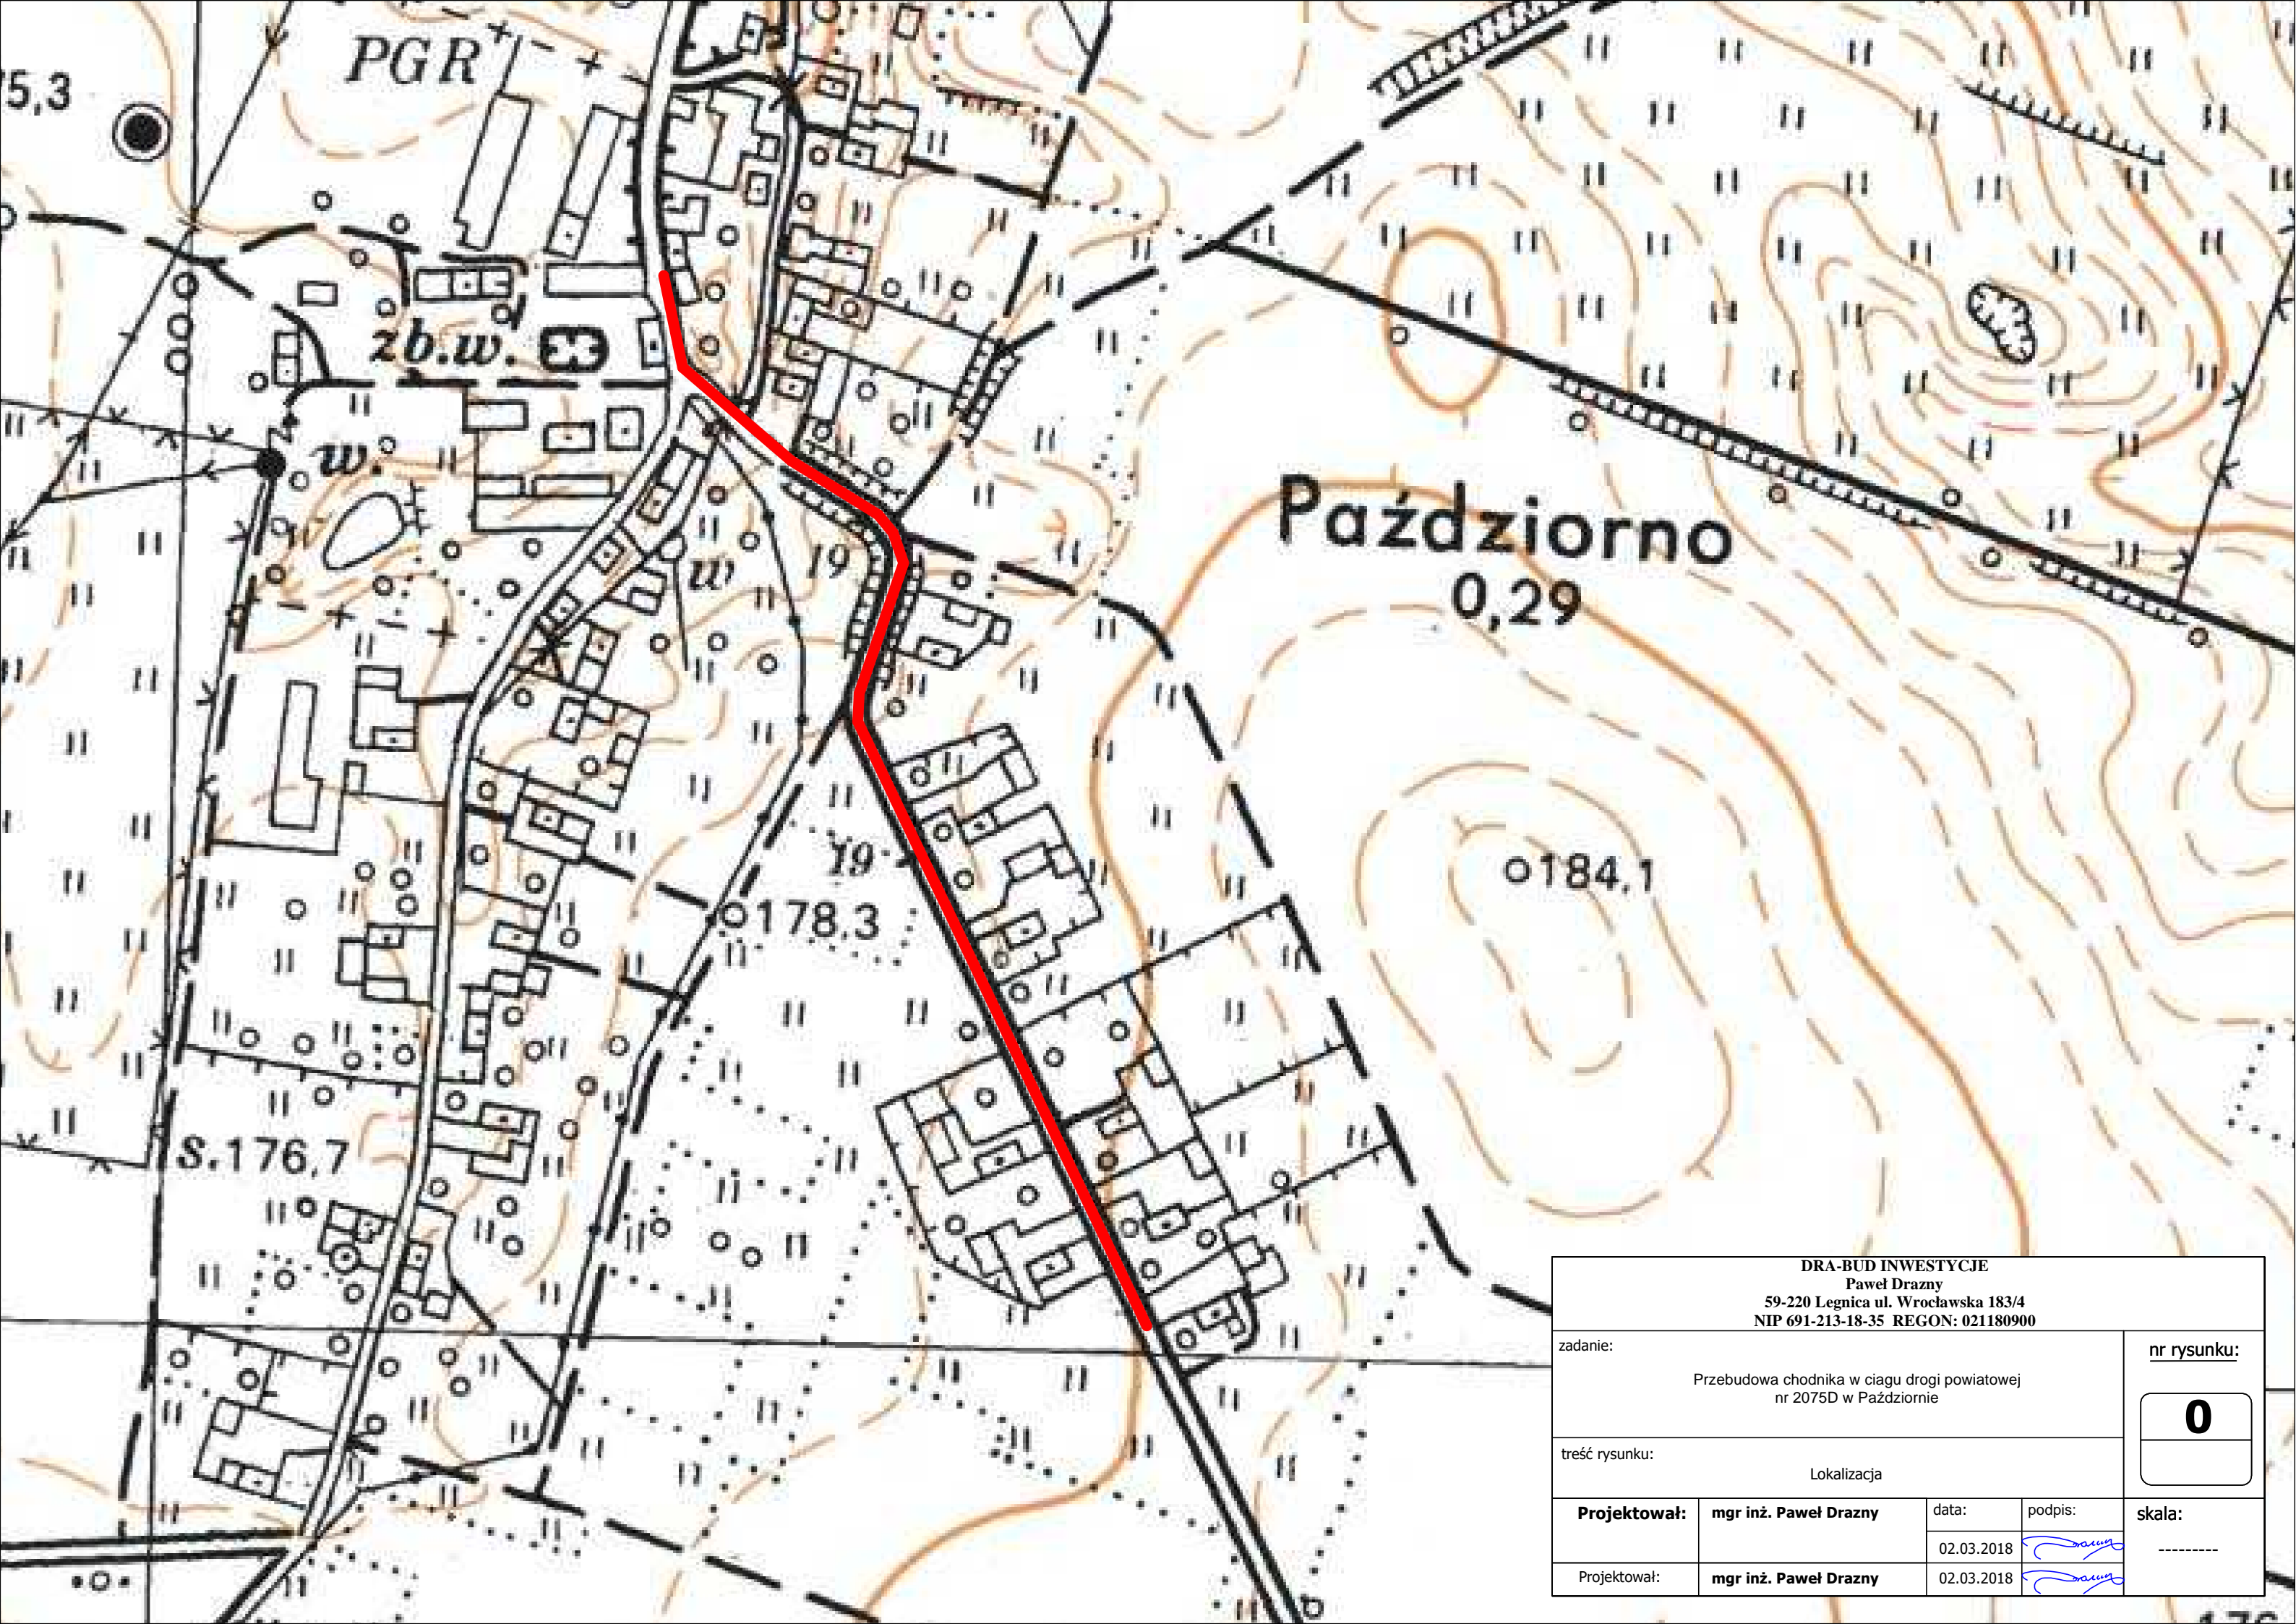 PGR
5,3
zb.w.
w.
Paździorno
0,29
19
w
184.1
19
178.3
s.176,7
DRA-BUD INWESTYCJE
Paweł Drazny
59-220 Legnica ul. Wrocławska 183/4
NIP 691-213-18-35 REGON: 021180900
zadanie:
Przebudowa chodnika w ciagu drogi powiatowej
nr 2075D w Paździornie
nr rysunku:
0
treść rysunku:
Lokalizacja
Projektował: mgr inż. Paweł Drazny data: podpis: skala:
02.03.2018 ---------
Projektował: mgr inż. Paweł Drazny 02.03.2018